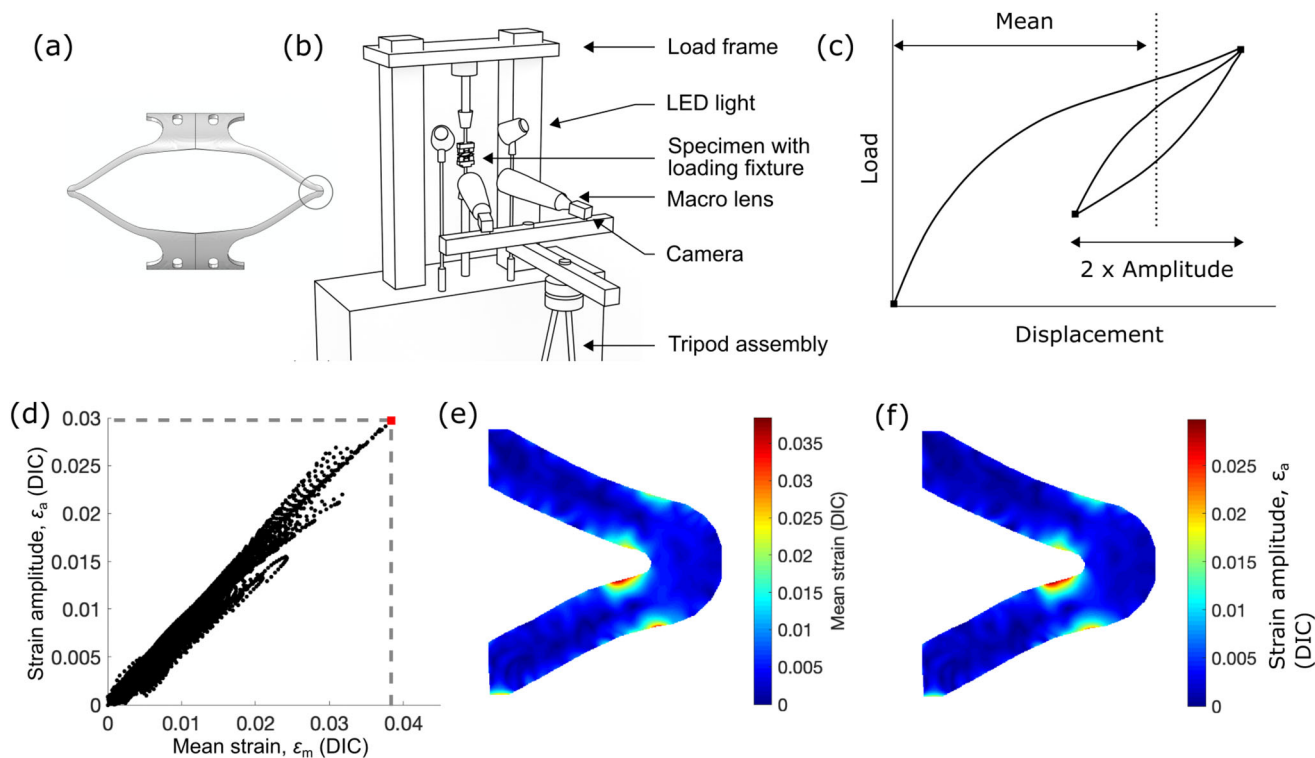 (a)
(b)
Load frame
LED light
Specimen with
loading fixture
Macro lens
Camera
Tripod assembly
(c)
Mean
Load
2 x Amplitude
Displacement
(d)
0.03
0.025
0.02
0.015
0.01
0.005
0
Strain amplitude, εa (DIC)
0
0.01
0.02
0.03
0.04
Mean strain, εm (DIC)
(e)
0.035
0.03
0.025
0.02
0.015
0.01
0.005
0
Mean strain (DIC)
(f)
0.025
0.02
0.015
0.01
0.005
0
Strain amplitude, εa
(DIC)